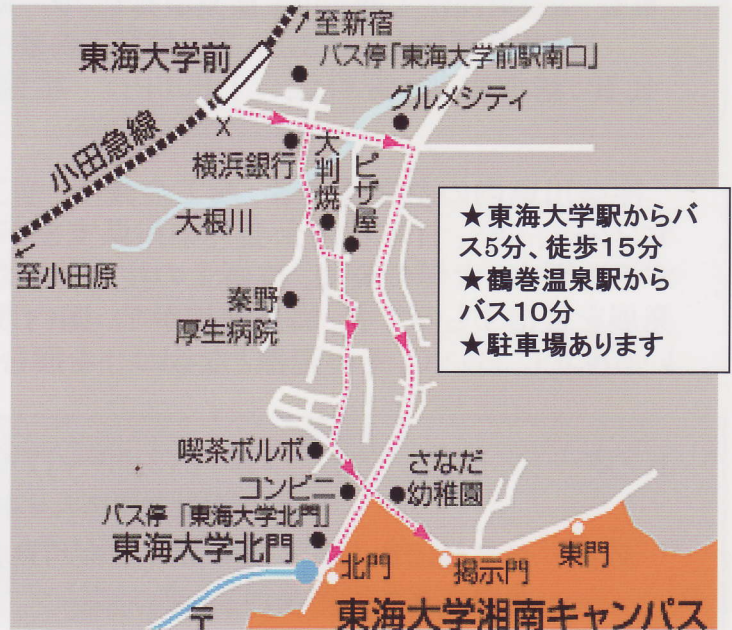 至新宿
東海大学前
バス停「東海大学前駅南口」
グルメシティ
小田急線
横浜銀行
大判焼
ピザ屋
大根川
至小田原
★東海大学駅からバ
ス5分、徒歩15分
★鶴巻温泉駅から
バス10分
★駐車場あります
秦野
厚生病院
喫茶ボルボ
さなだ
幼稚園
コンビニ
バス停「東海大学北門」
東海大学北門
北門
掲示門
東門
〒
東海大学湘南キャンパス